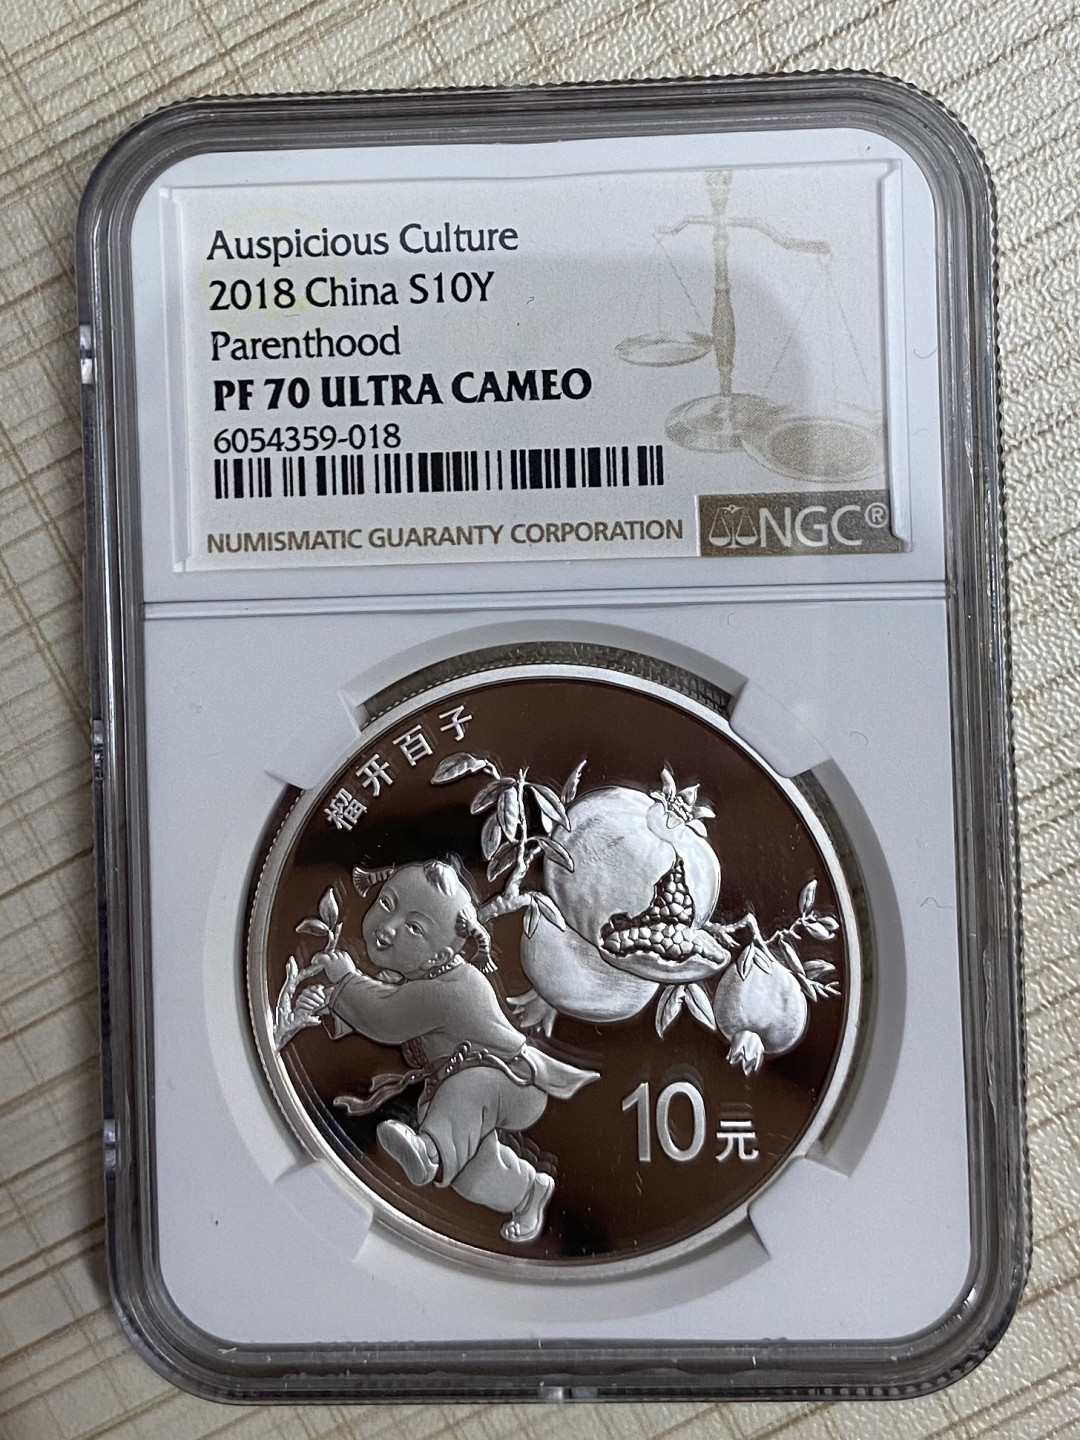 Auspicious Culture
2018 China S10Y
Parenthood
PF 70 ULTRA CAMEO
6054359-018
NUMISMATIC GUARANTY CORPORATION
NGC®
榴开百子
10元